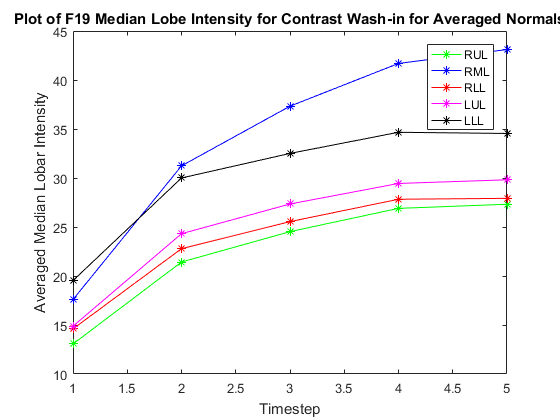 Plot of F19 Median Lobe Intensity for Contrast Wash-in for Averaged Normals
45
40
35
30
25
20
15
10
Averaged Median Lobar Intensity
RUL
RML
RLL
LUL
LLL
1 1.5 2 2.5 3 3.5 4 4.5 5
Timestep